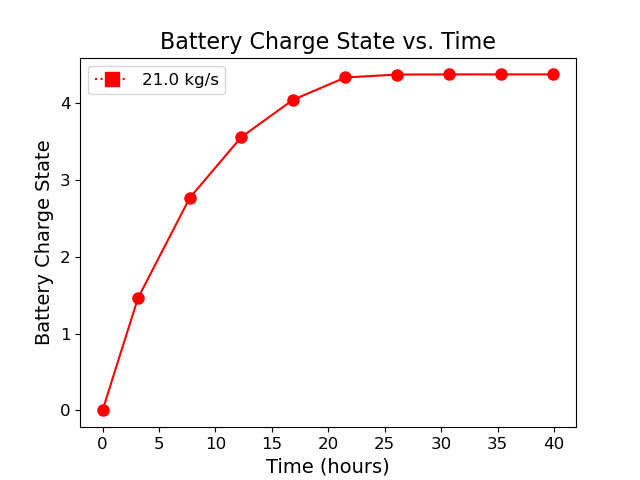 Battery Charge State vs. Time
21.0 kg/s
Battery Charge State
4
3
2
1
0
0 5 10 15 20 25 30 35 40
Time (hours)